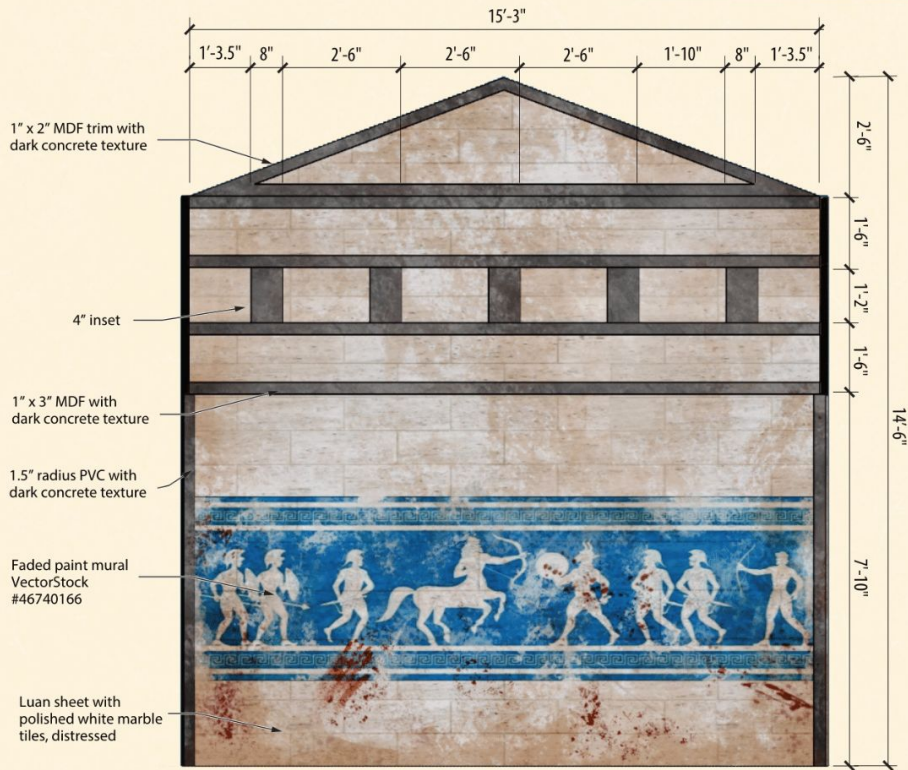 15'-3"
1'-3.5" 8" 2'-6" 2'-6" 2'-6" 1'-10" 8" 1'-3.5"
1" x 2" MDF trim with
dark concrete texture
2'-6"
1'-6"
4” inset
1'-2"
1'-6"
1” x 3” MDF with
dark concrete texture
14'-6"
1.5” radius PVC with
dark concrete texture
Faded paint mural
VectorStock
#46740166
7'-10"
Luan sheet with
polished white marble
tiles, distressed